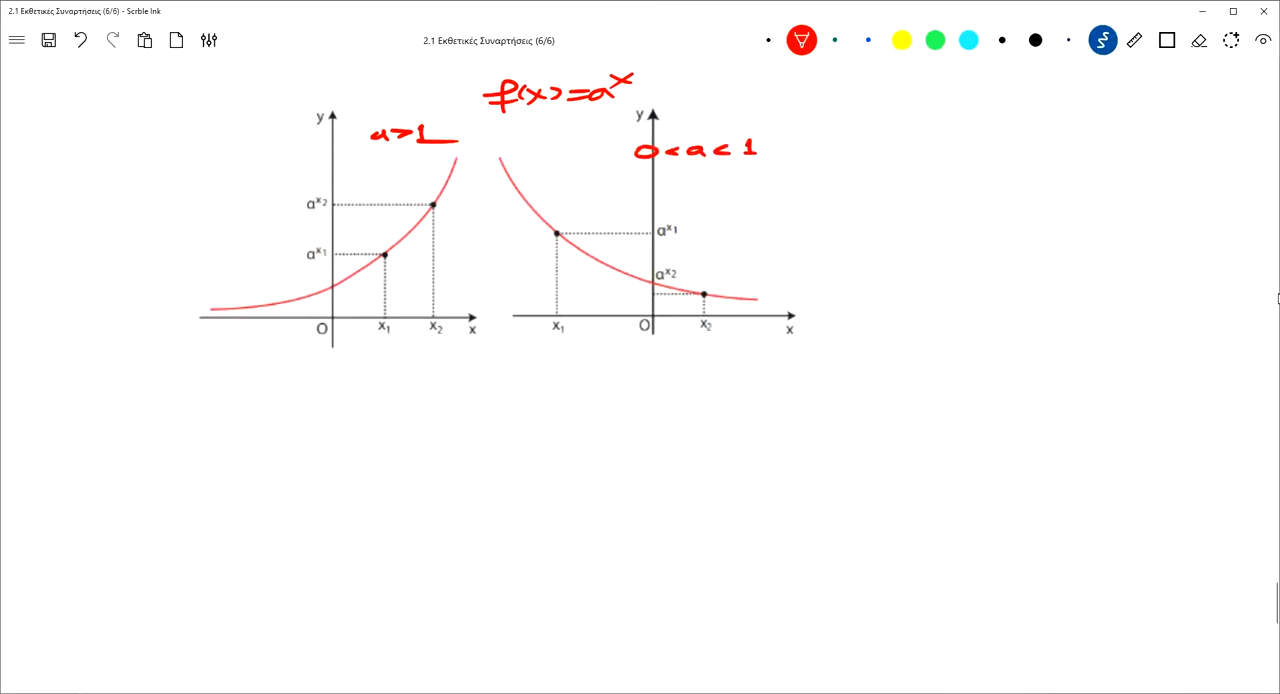 2.1 Εκθετικές Συναρτήσεις (6/6) - Scrble Ink
2.1 Εκθετικές Συναρτήσεις (6/6)
f(x)=a^x
y
a>1
α^x₂
α^x₁
O
x₁
x₂
x
y
0<a<1
α^x₁
α^x₂
x₁
O
x₂
x